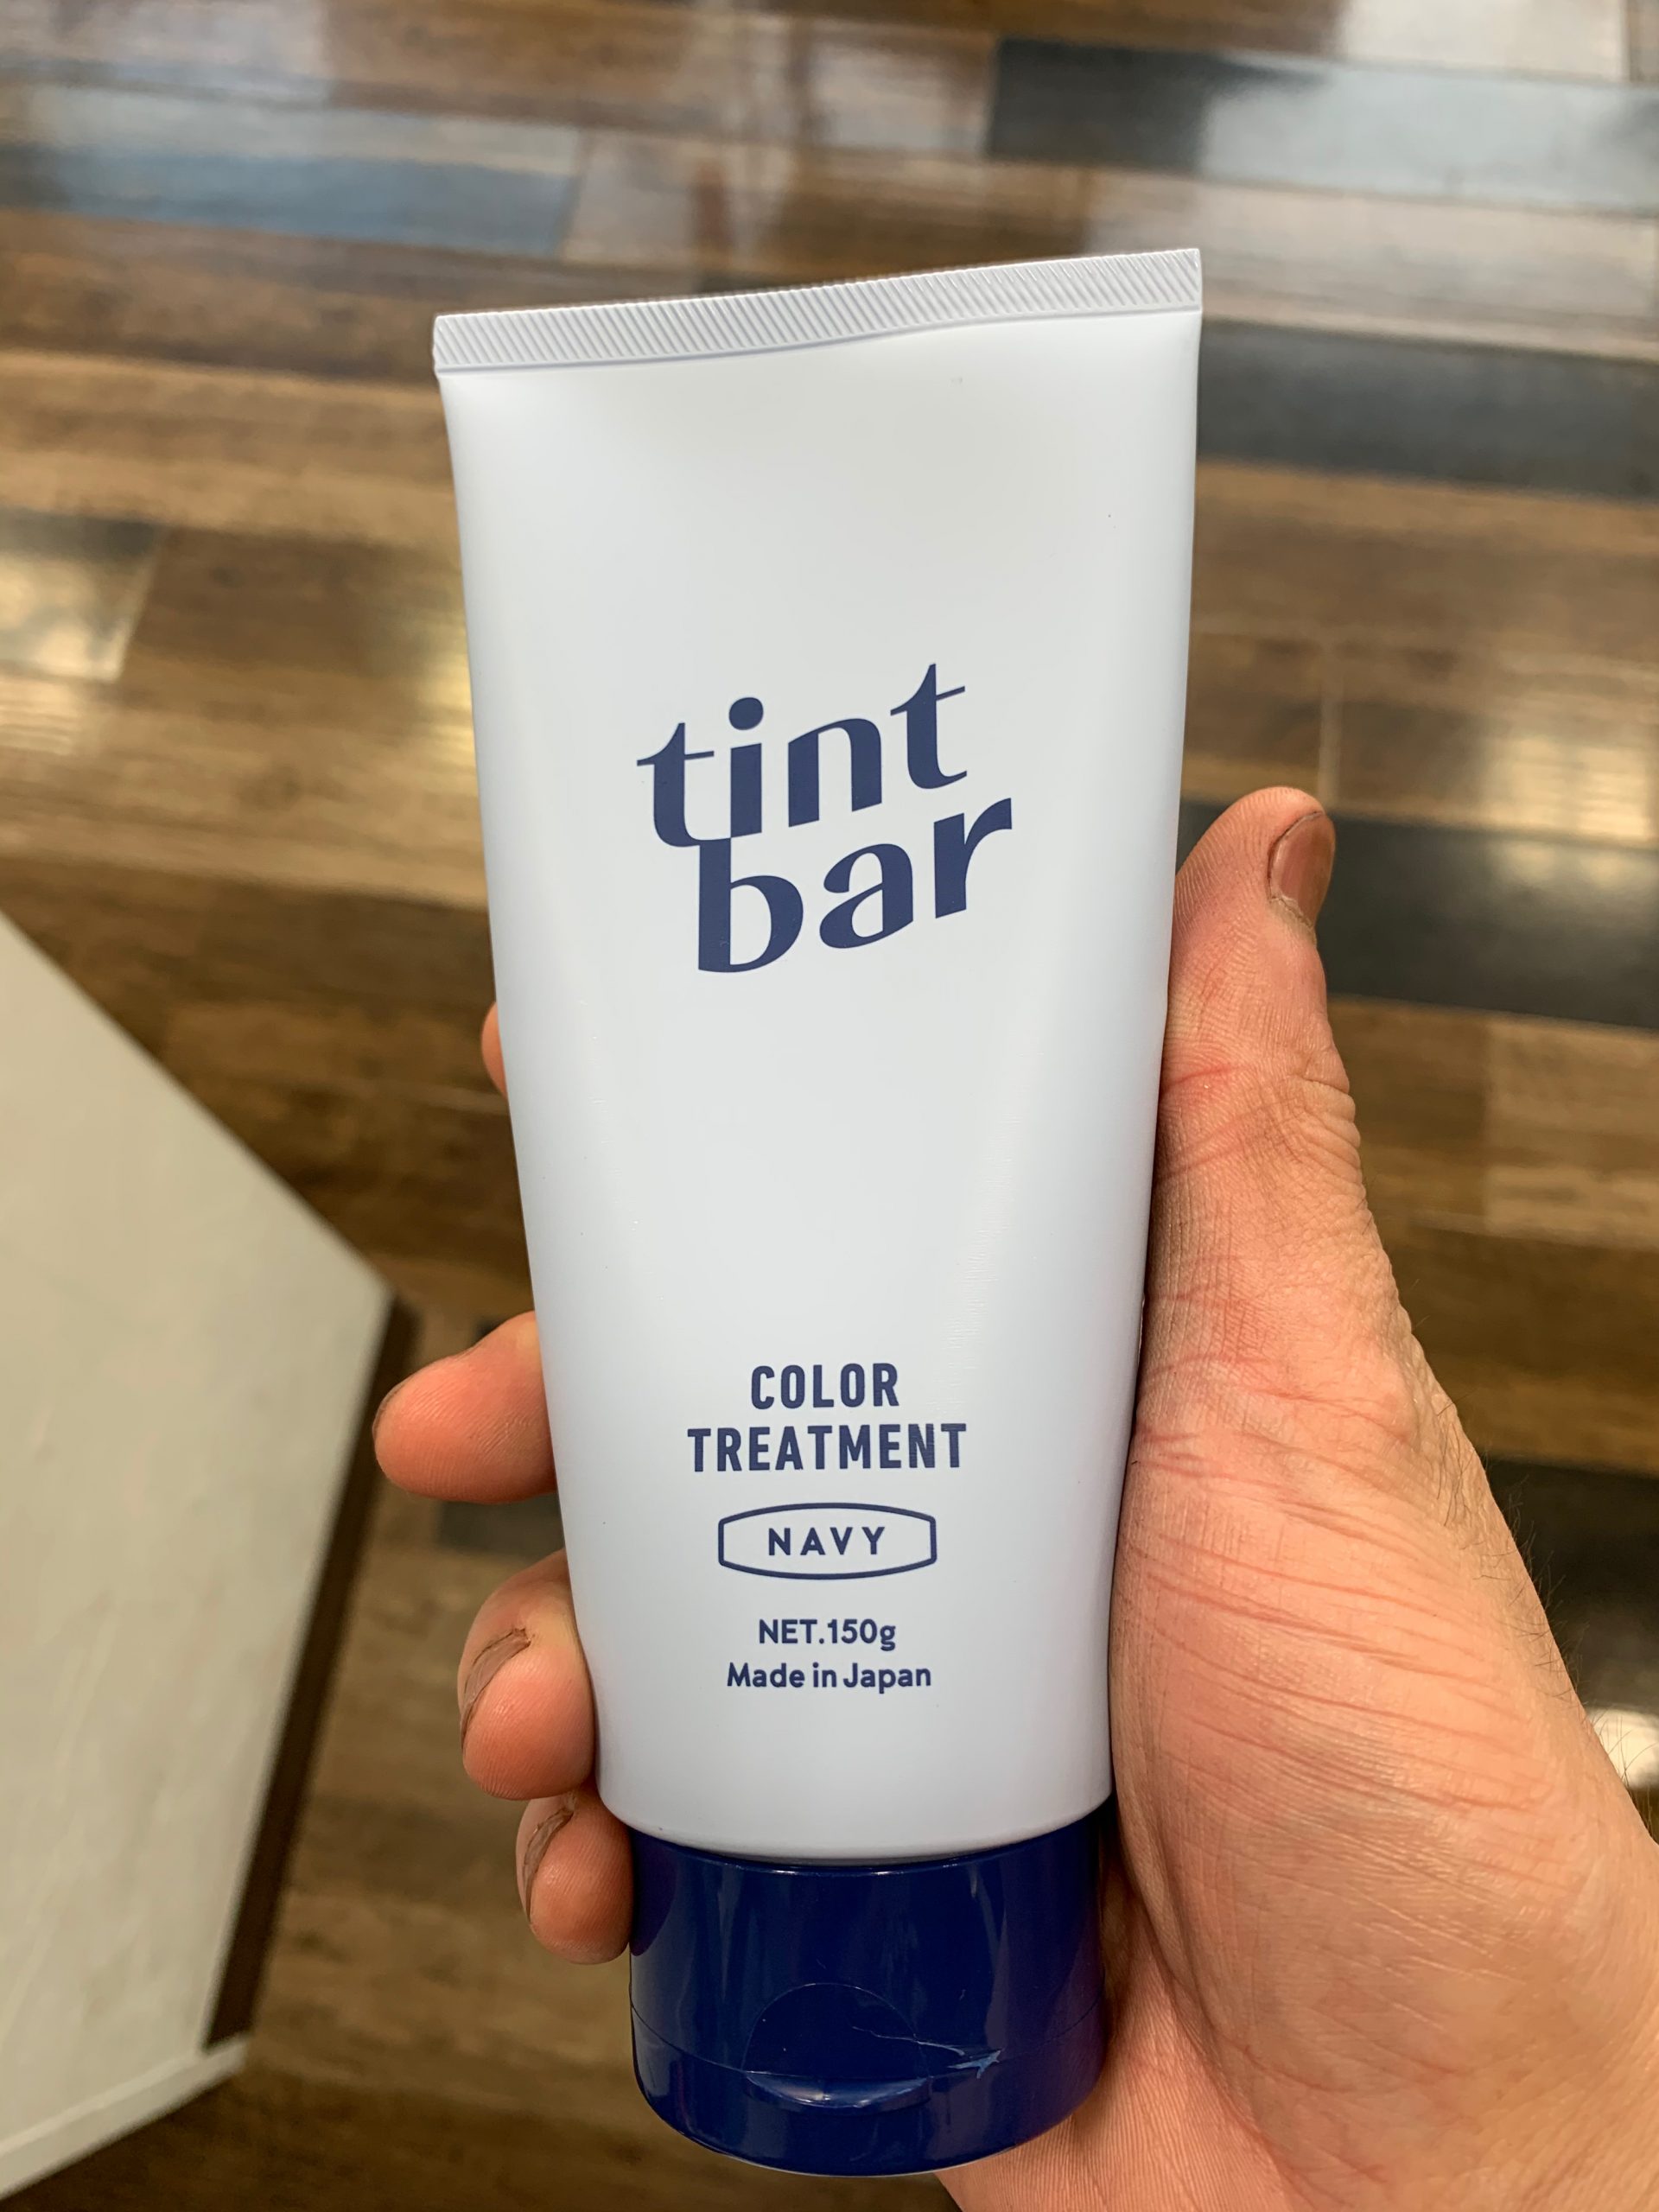 tint
bar
COLOR
TREATMENT
NAVY
NET.150g
Made in Japan